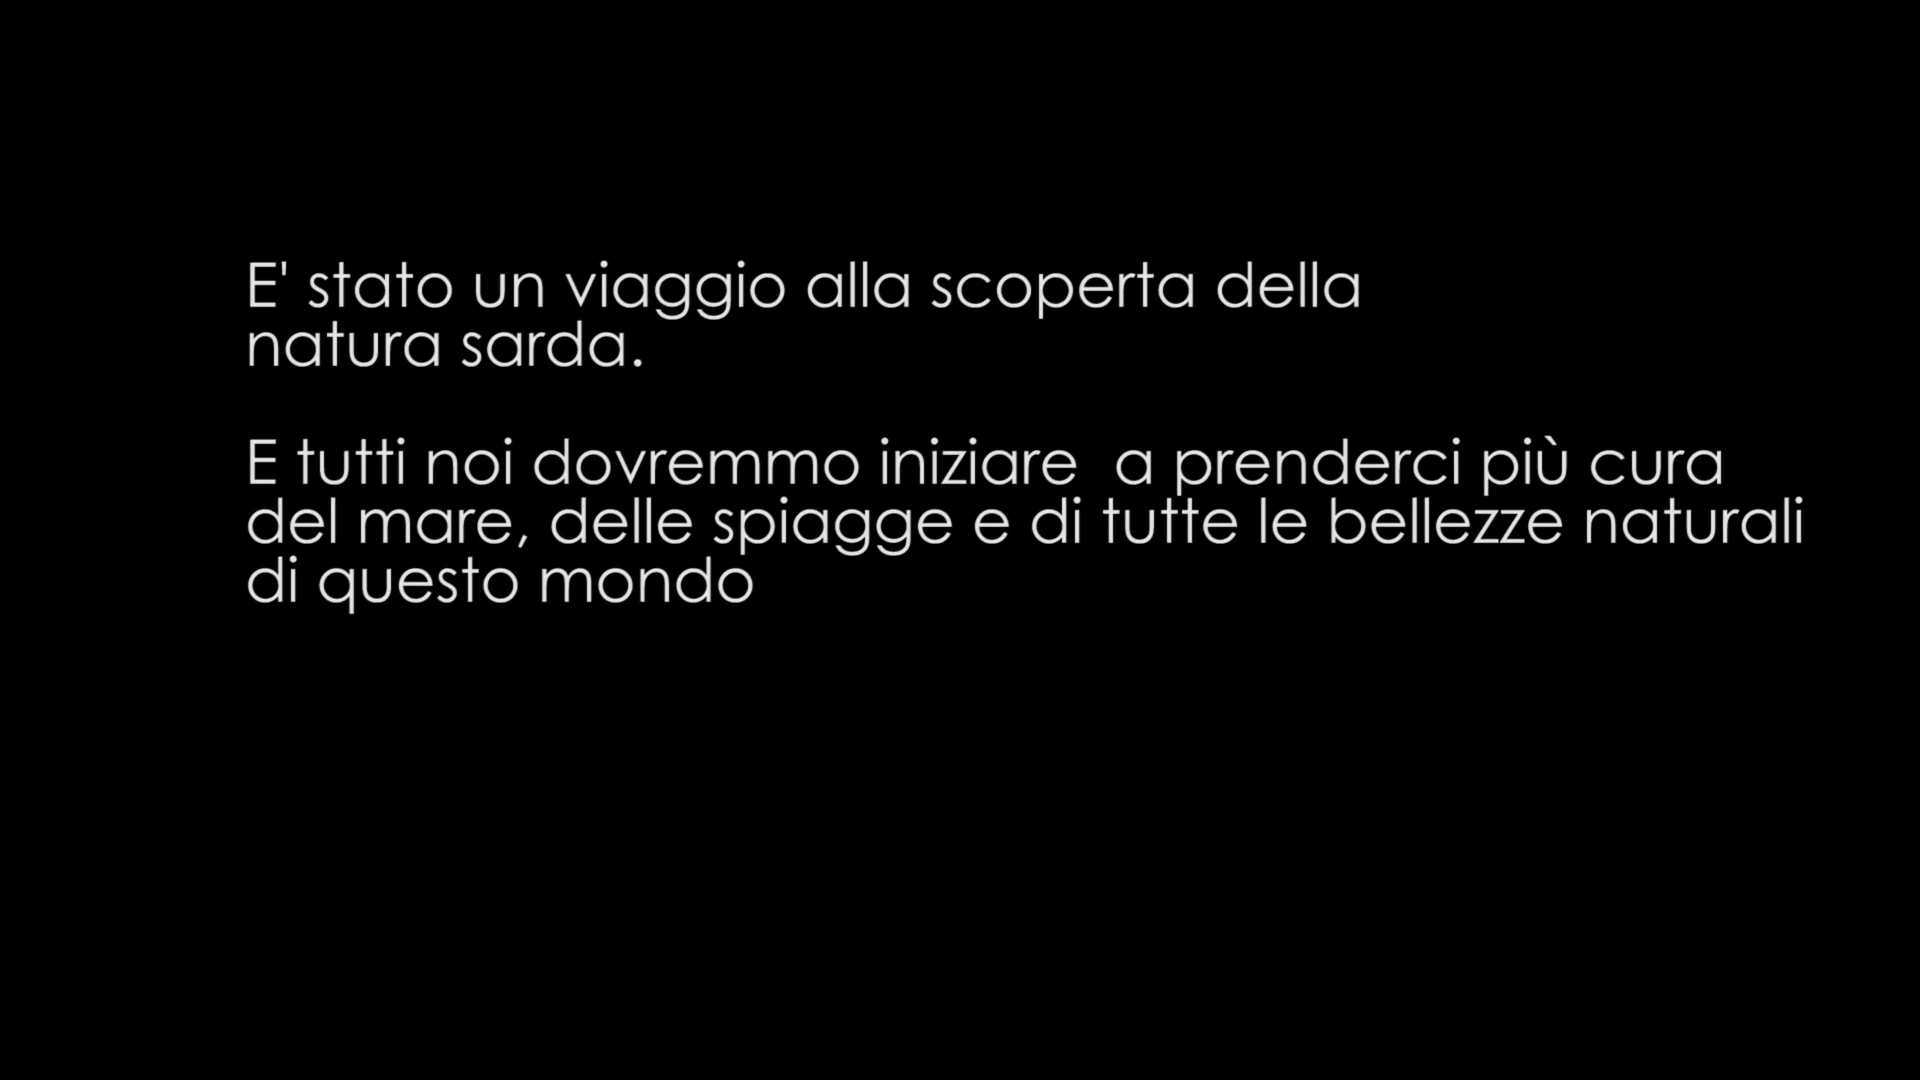 E' stato un viaggio alla scoperta della
natura sarda.
E tutti noi dovremmo iniziare  a prenderci più cura
del mare, delle spiagge e di tutte le bellezze naturali
di questo mondo